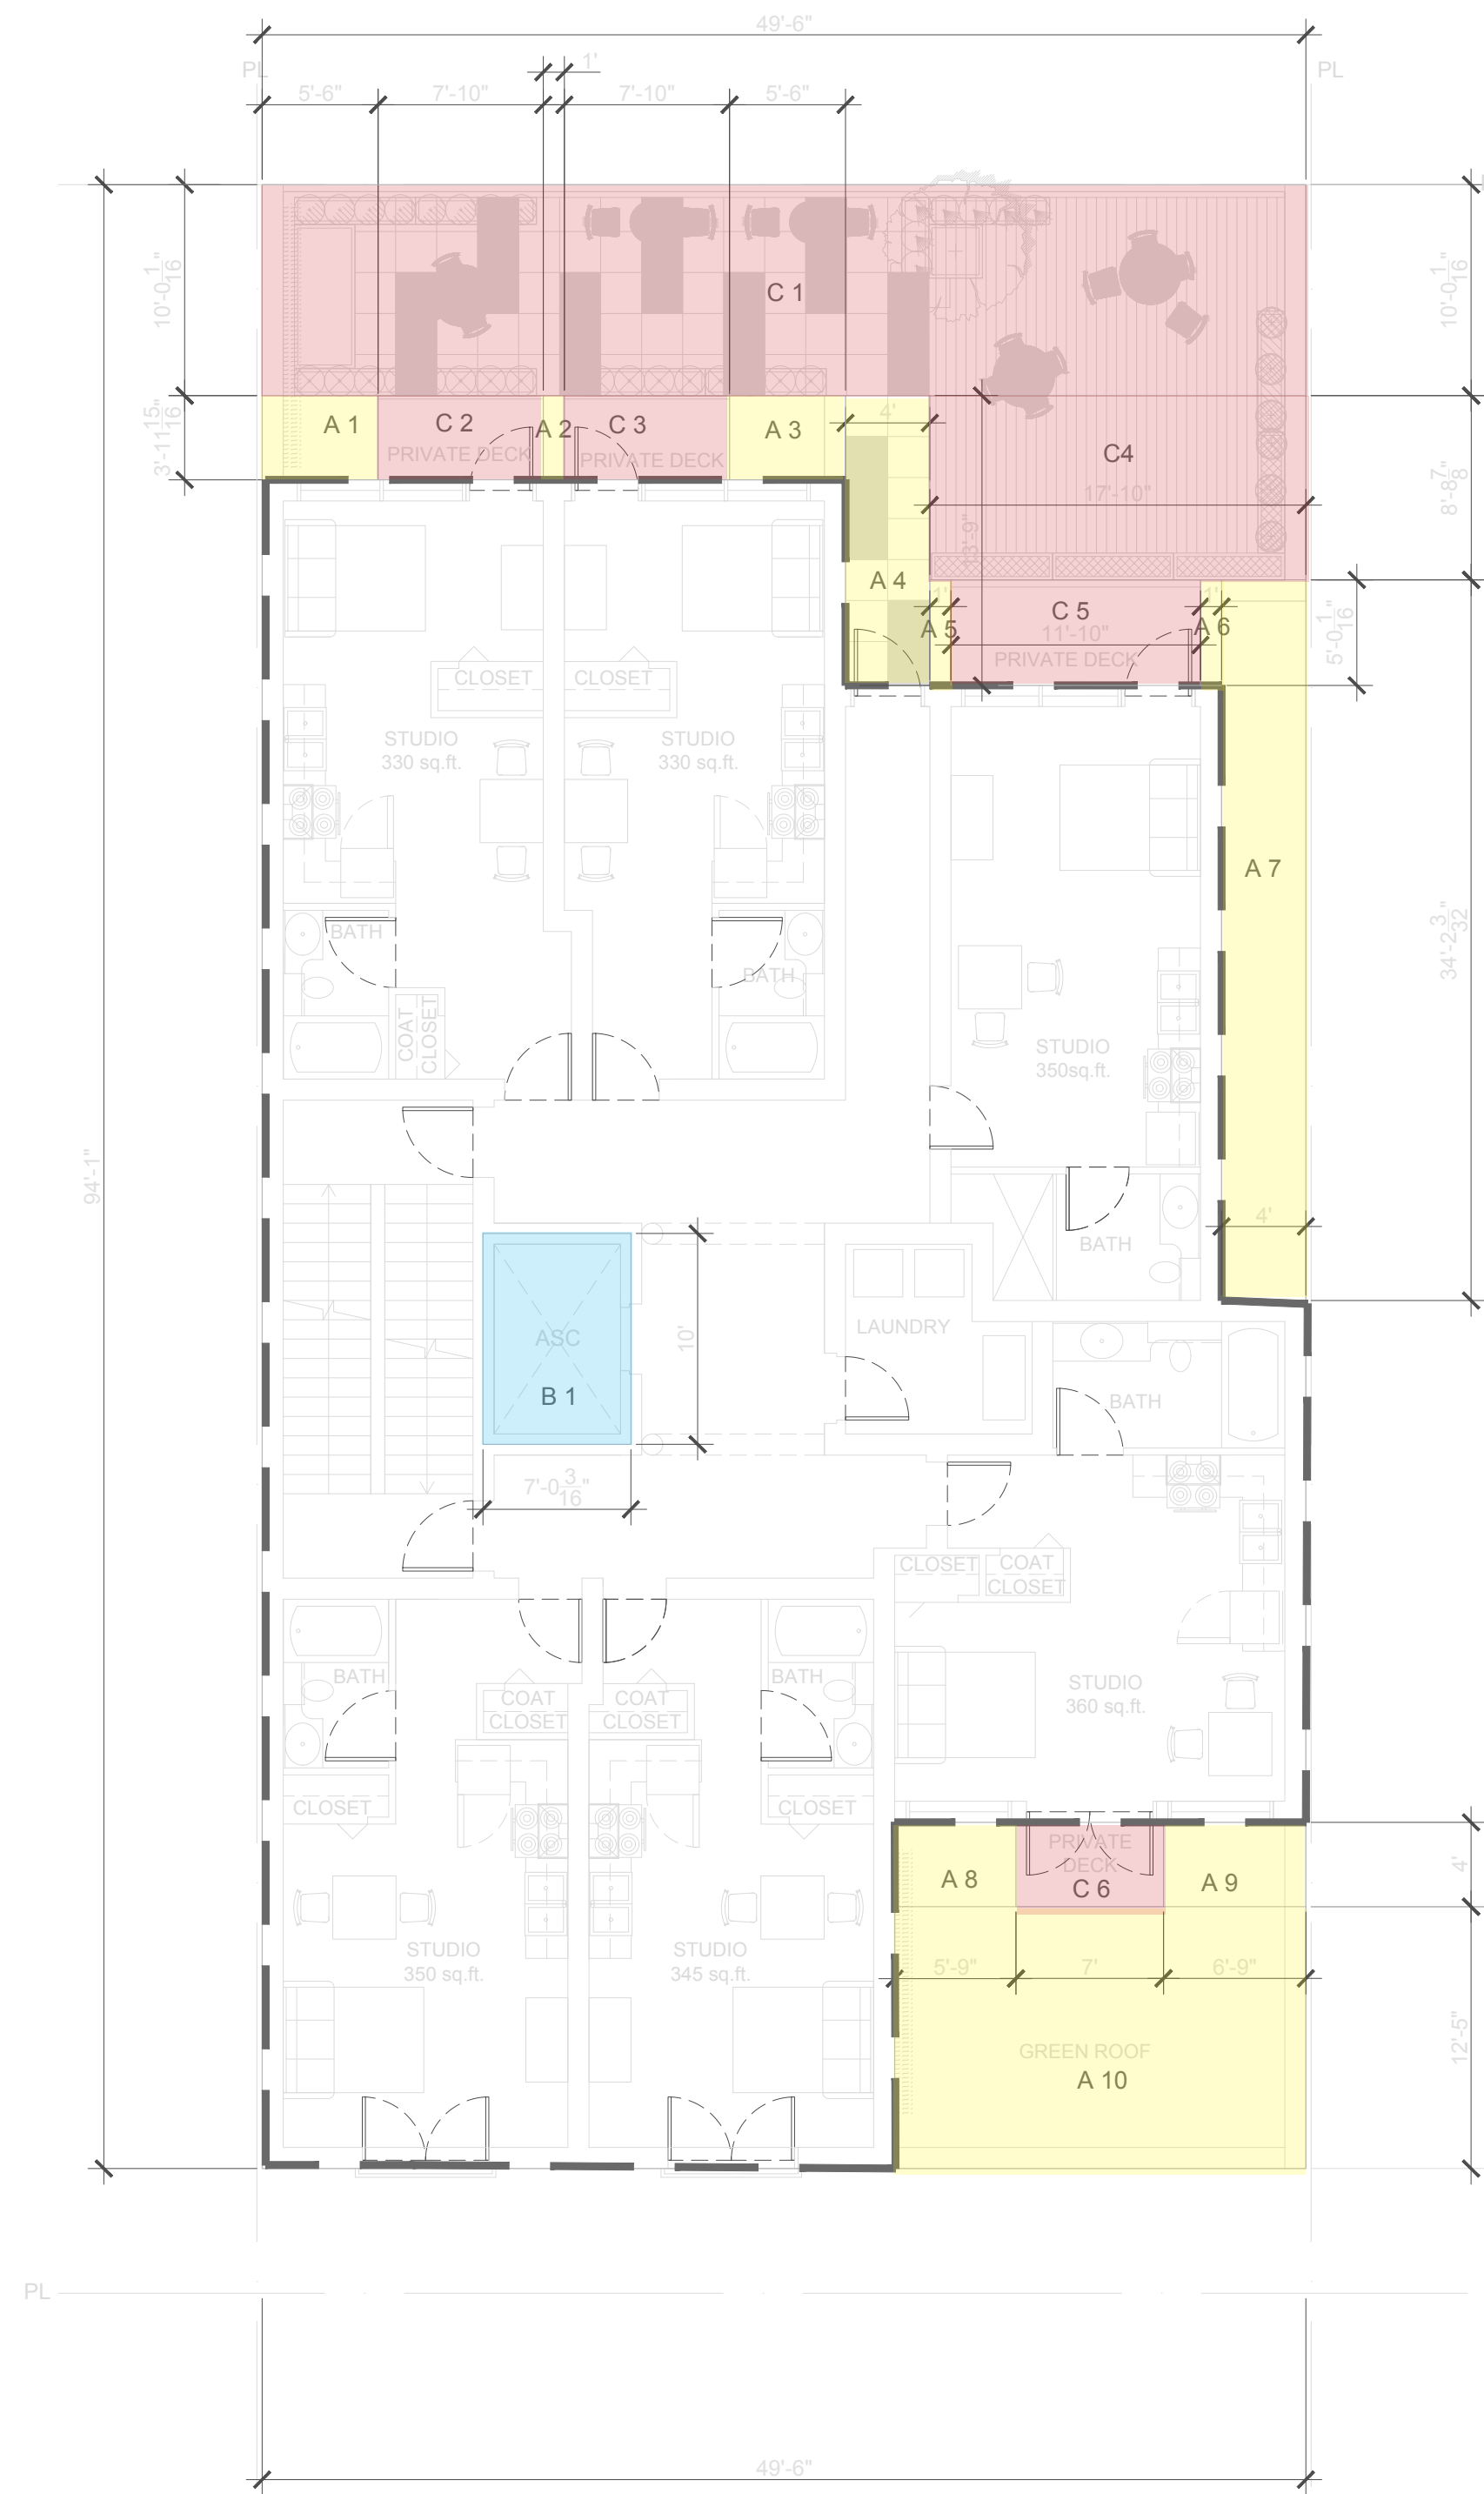 49'-6"
1'
PL
PL
5'-6"
7'-10"
7'-10"
5'-6"
10'-0 1/16"
C 1
10'-0 1/16"
3'-11 15/16"
A 1
C 2
A 2
C 3
A 3
4'
PRIVATE DECK
PRIVATE DECK
C4
8'-8 7/8"
17'-10"
13'-9"
A 4
1'
C 5
1'
A 5
A 6
11'-10"
PRIVATE DECK
5'-0 1/16"
CLOSET
CLOSET
STUDIO
330 sq.ft.
STUDIO
330 sq.ft.
A 7
BATH
BATH
34'-2 3/32"
COAT
CLOSET
STUDIO
350sq.ft.
94'-1"
4'
BATH
ASC
10'
LAUNDRY
B 1
BATH
7'-0 3/16"
CLOSET
COAT
CLOSET
BATH
BATH
STUDIO
360 sq.ft.
COAT
CLOSET
COAT
CLOSET
CLOSET
CLOSET
PRIVATE
DECK
A 8
C 6
A 9
4'
STUDIO
350 sq.ft.
STUDIO
345 sq.ft.
5'-9"
7'
6'-9"
GREEN ROOF
A 10
12'-5"
PL
49'-6"